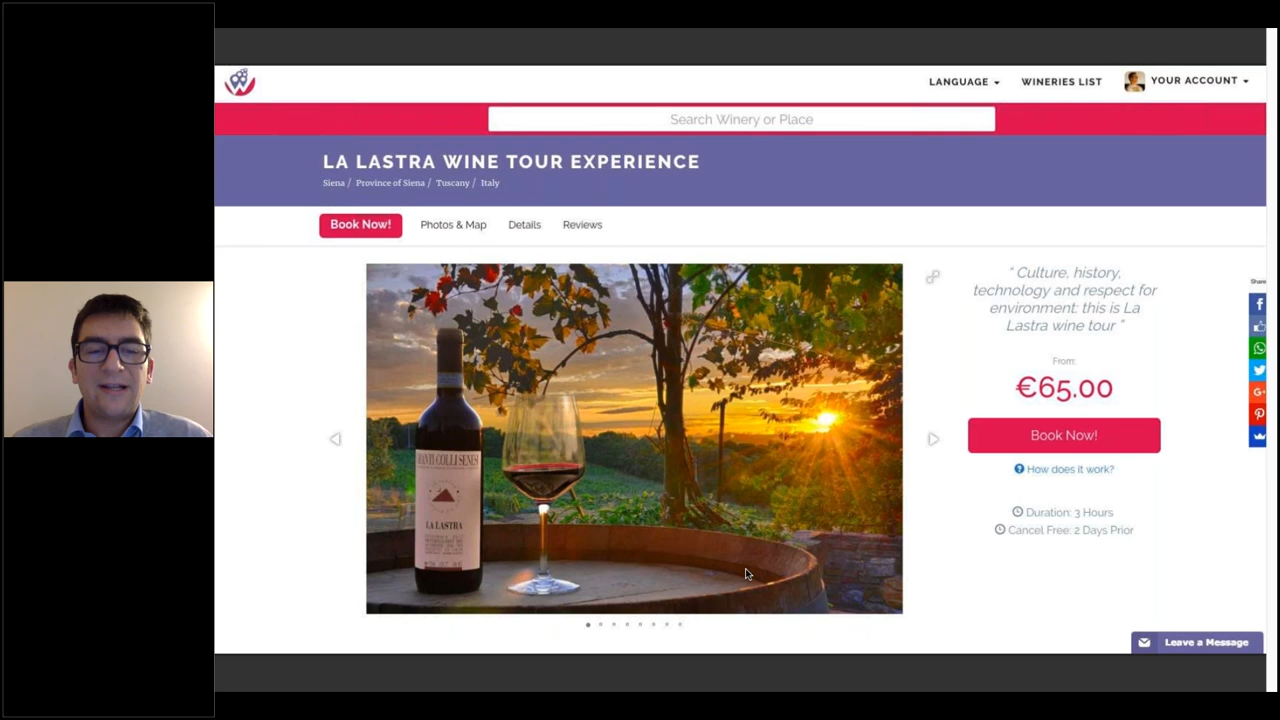 LANGUAGE
WINERIES LIST
YOUR ACCOUNT
Search Winery or Place
LA LASTRA WINE TOUR EXPERIENCE
Siena / Province of Siena / Tuscany / Italy
Book Now!
Photos & Map
Details
Reviews
" Culture, history,
technology and respect for
environment: this is La
Lastra wine tour "
From:
€65.00
Book Now!
How does it work?
Duration: 3 Hours
Cancel Free: 2 Days Prior
Share
COLLI SENESI
LA LASTRA
Leave a Message